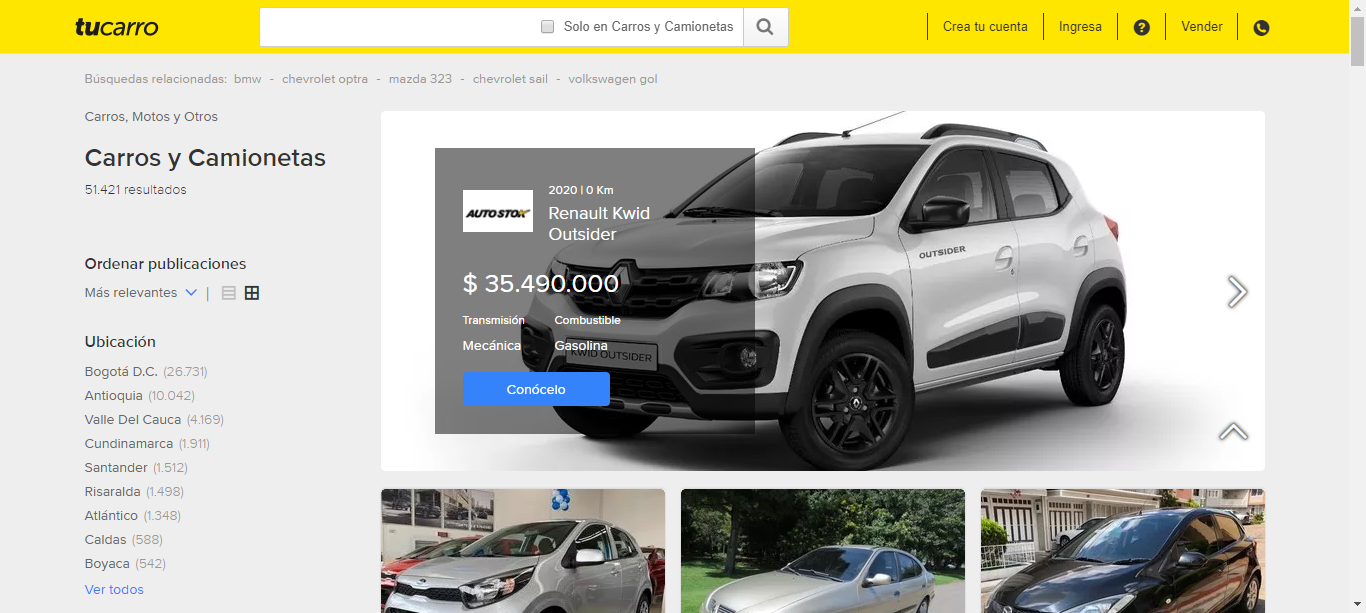 tucarro
Solo en Carros y Camionetas
Crea tu cuenta
Ingresa
?
Vender
Búsquedas relacionadas: bmw - chevrolet optra - mazda 323 - chevrolet sail - volkswagen gol
Carros, Motos y Otros
Carros y Camionetas
51.421 resultados
Ordenar publicaciones
Más relevantes |
Ubicación
Bogotá D.C. (26.731)
Antioquia (10.042)
Valle Del Cauca (4.169)
Cundinamarca (1.911)
Santander (1.512)
Risaralda (1.498)
Atlántico (1.348)
Caldas (588)
Boyaca (542)
Ver todos
AUTOSTOK
2020 | 0 Km
Renault Kwid
Outsider
$ 35.490.000
Transmisión Combustible
Mecánica Gasolina
Conócelo
KWID OUTSIDER
OUTSIDER